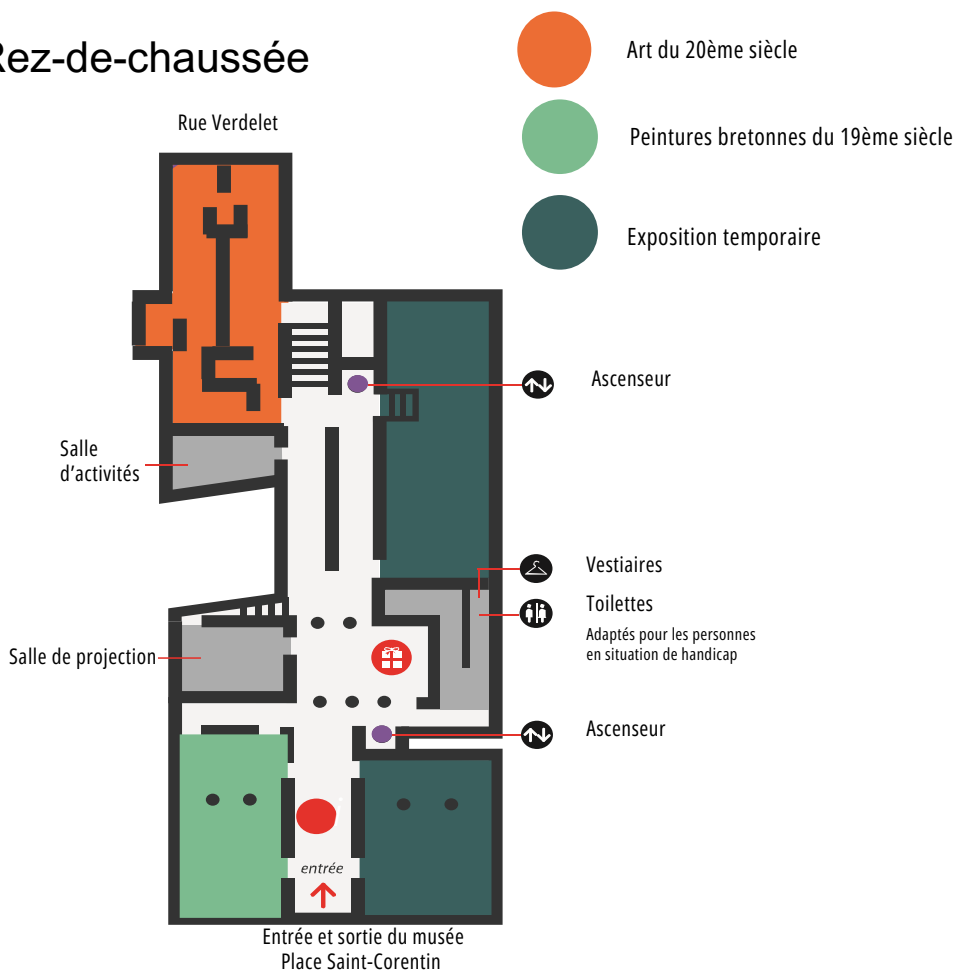 Rez-de-chaussée
Art du 20ème siècle
Peintures bretonnes du 19ème siècle
Exposition temporaire
Rue Verdelet
Ascenseur
Salle
d'activités
Vestiaires
Toilettes
Adaptés pour les personnes
en situation de handicap
Salle de projection
Ascenseur
i
entrée
Entrée et sortie du musée
Place Saint-Corentin